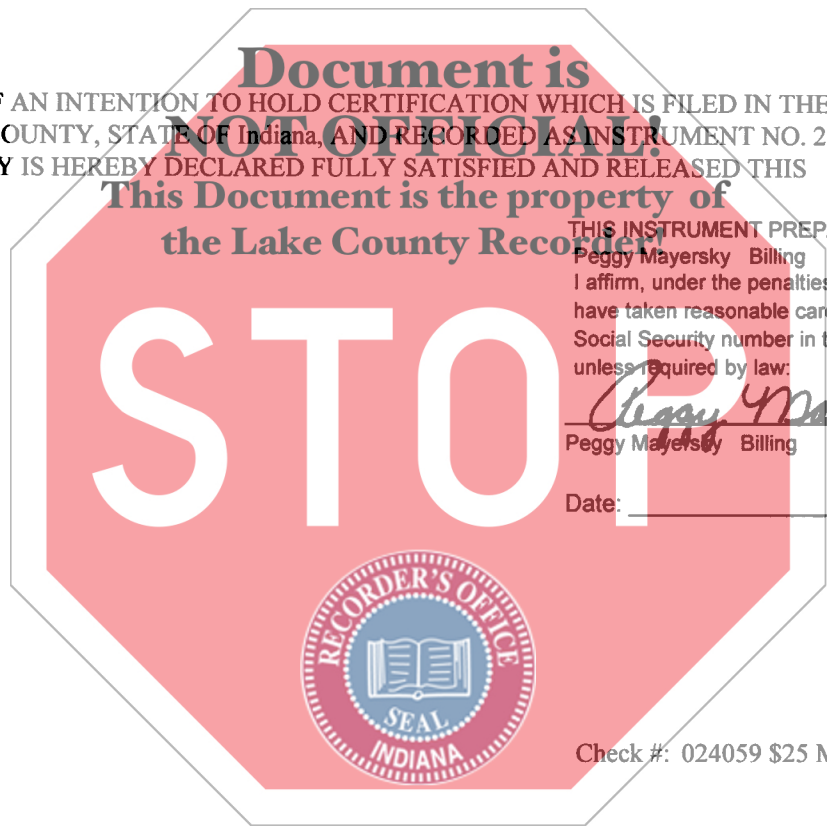 Document is
F AN INTENTION TO HOLD CERTIFICATION WHICH IS FILED IN THE
COUNTY, STATE OF Indiana, AND RECORDED AS INSTRUMENT NO. 2
NOT OFFICIAL!
Y IS HEREBY DECLARED FULLY SATISFIED AND RELEASED THIS
This Document is the property of
the Lake County Recorder!
THIS INSTRUMENT PREPA
Peggy Mayersky Billing
I affirm, under the penalties
have taken reasonable car
Social Security number in t
unless required by law:
STOP
Peggy
Peggy Mayersky Billing
Date:
RECORDER'S OFFICE
SEAL
INDIANA
Check #: 024059 $25 M